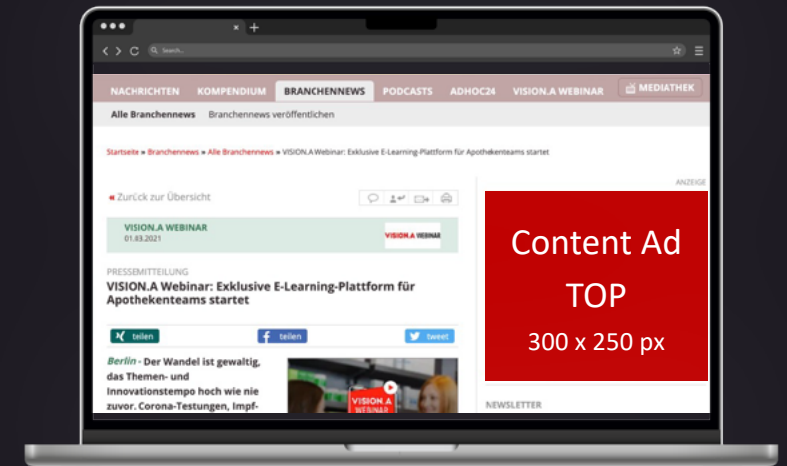 Search..
NACHRICHTEN KOMPENDIUM BRANCHENNEWS PODCASTS ADHOC24 VISION.A WEBINAR MEDIATHEK
Alle Branchennews Branchennews veröffentlichen
Startseite » Branchennews » Alle Branchennews » VISION.A Webinar: Exklusive E-Learning-Plattform für Apothekenteams startet
ANZEIGE
« Zurück zur Übersicht
VISION.A WEBINAR
01.03.2021
VISION.A WEBINAR
PRESSEMITTEILUNG
VISION.A Webinar: Exklusive E-Learning-Plattform für
Apothekenteams startet
teilen teilen tweet
Berlin - Der Wandel ist gewaltig,
das Themen- und
Innovationstempo hoch wie nie
zuvor. Corona-Testungen, Impf-
VISION.A
WEBINAR
Content Ad
TOP
300 x 250 px
NEWSLETTER